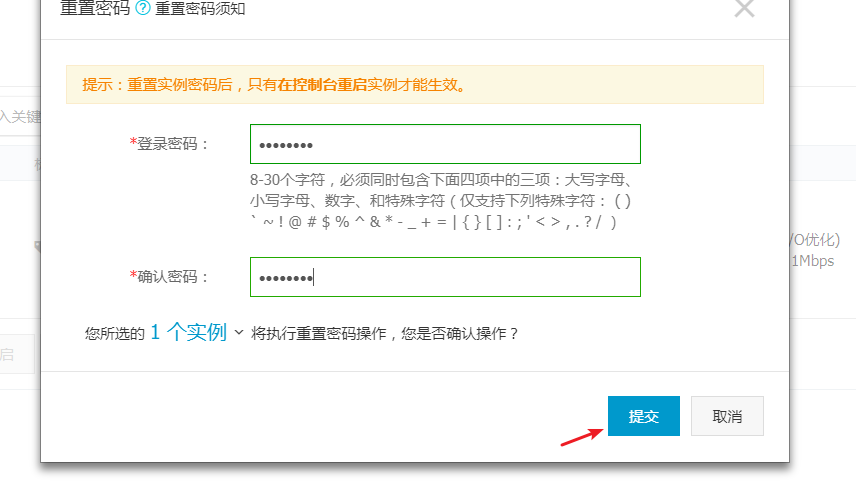 重置密码 ? 重置密码须知
提示：重置实例密码后，只有在控制台重启实例才能生效。
入关键
*登录密码： ••••••••
8-30个字符，必须同时包含下面四项中的三项：大写字母、
小写字母、数字、和特殊字符（仅支持下列特殊字符： ( )
` ~ ! @ # $ % ^ & * - _ + = | { } [ ] : ; ' < > , . ? / ）
/O优化)
1Mbps
*确认密码： ••••••••
您所选的 1 个实例 将执行重置密码操作，您是否确认操作？
启
提交 取消